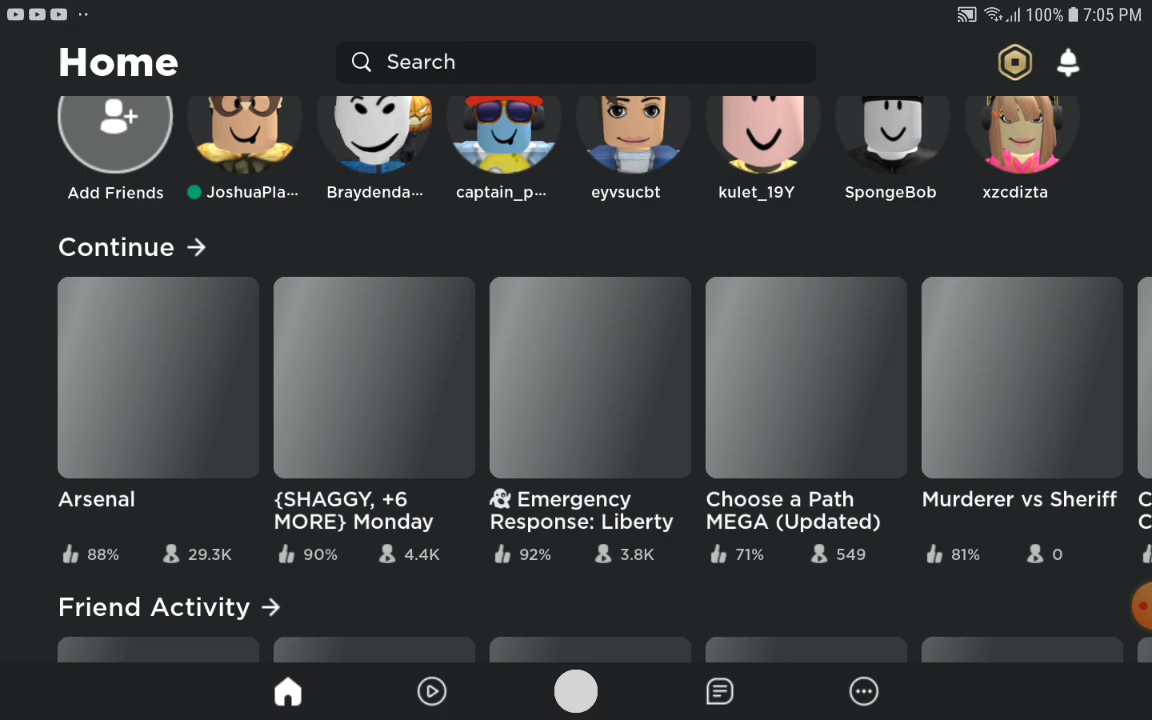 100% 7:05 PM
Home
Search
Add Friends
JoshuaPla...
Braydenda...
captain_p...
eyvsucbt
kulet_19Y
SpongeBob
xzcdizta
Continue →
Arsenal
88% 29.3K
{SHAGGY, +6
MORE} Monday
90% 4.4K
👻 Emergency
Response: Liberty
92% 3.8K
Choose a Path
MEGA (Updated)
71% 549
Murderer vs Sheriff
81% 0
C
C
Friend Activity →